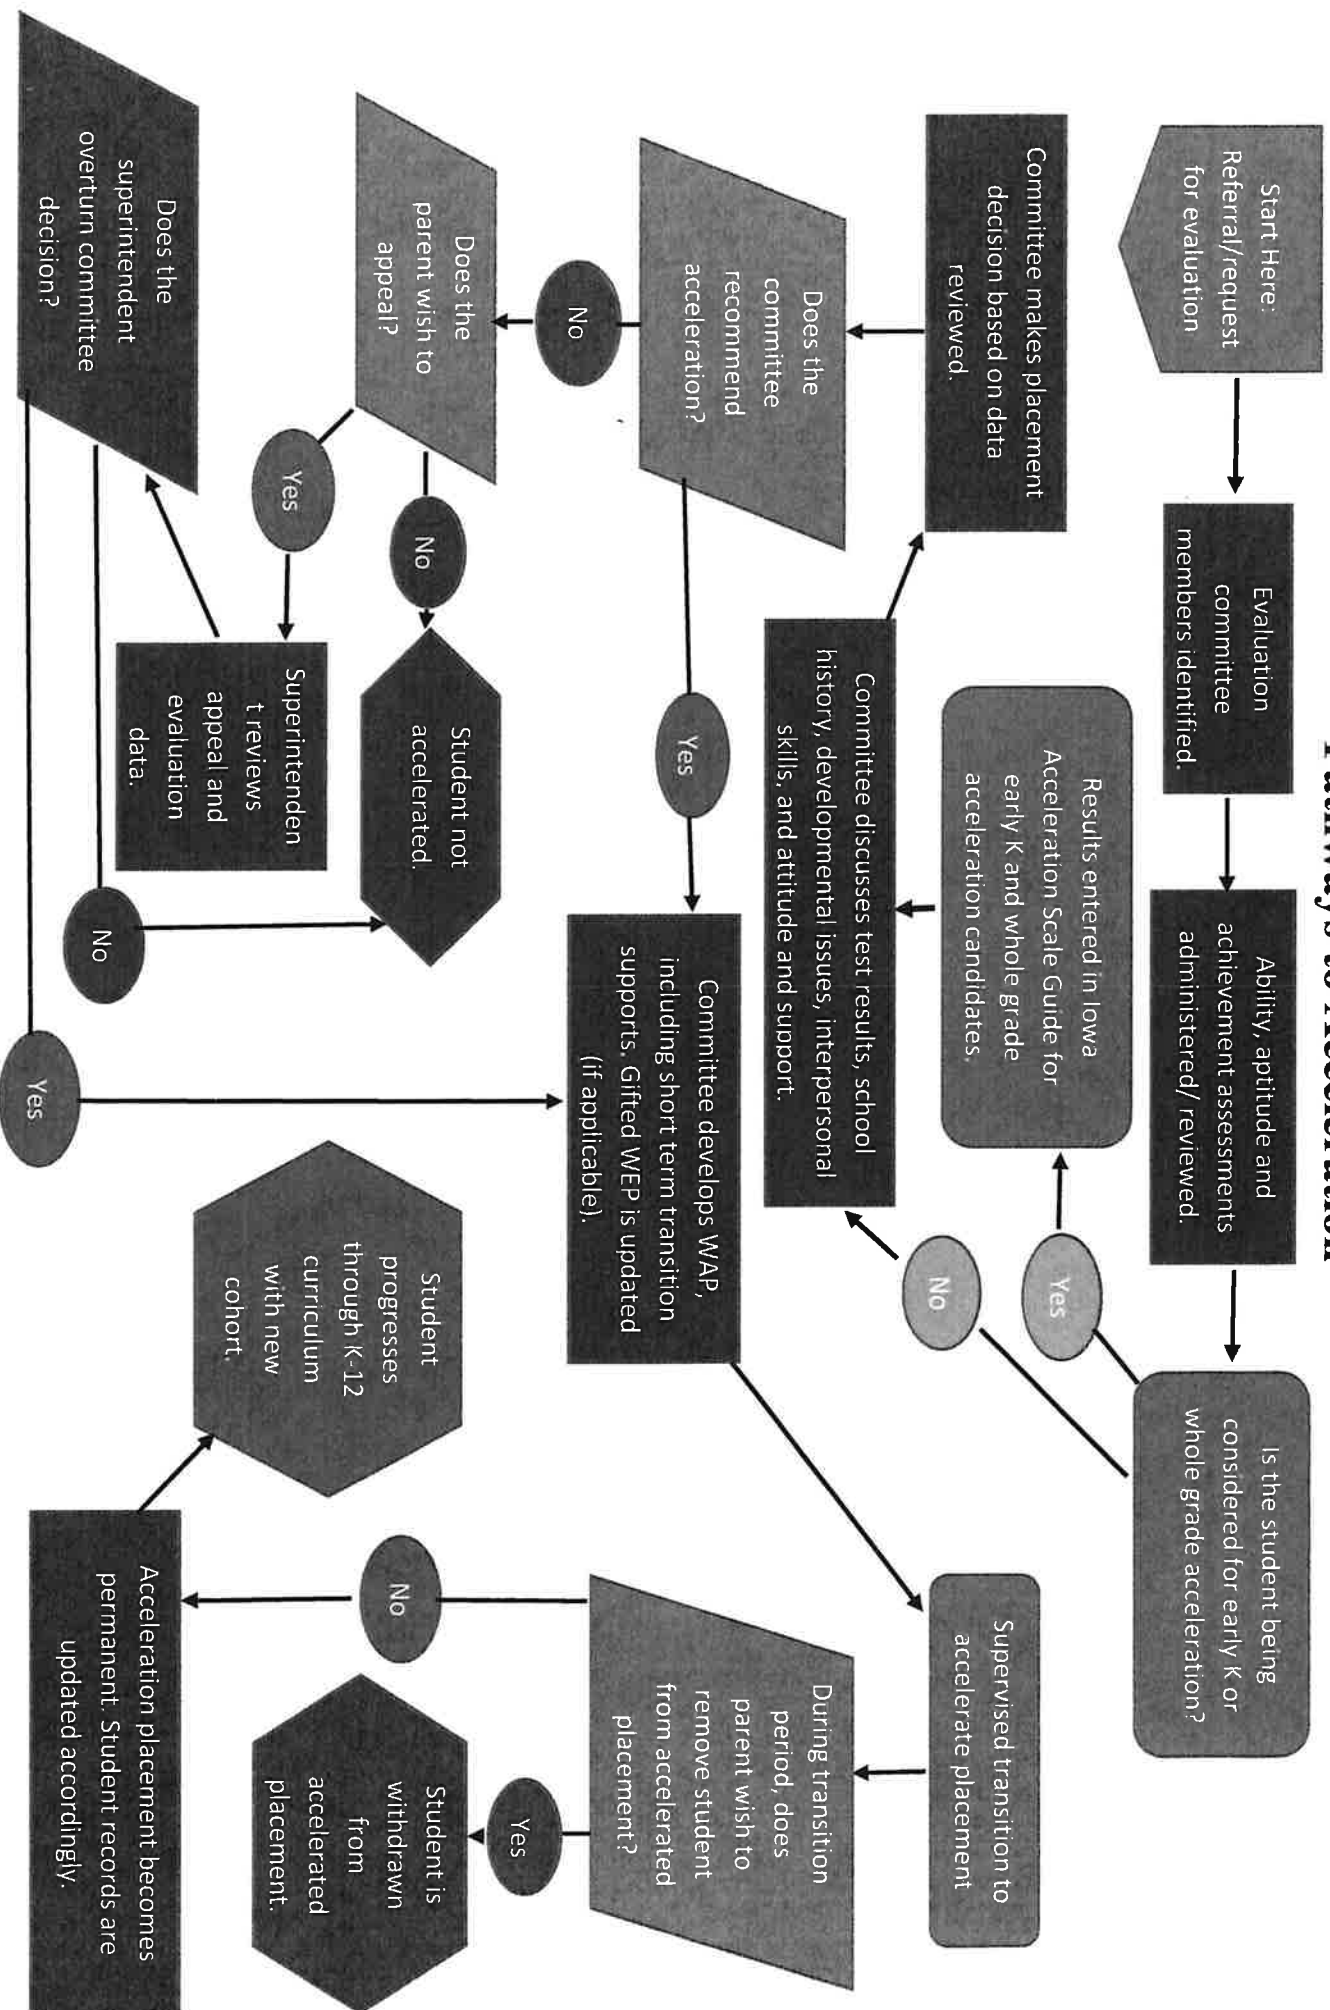 Pathways to Acceleration
Start Here:
Referral/request
for evaluation
Evaluation
committee
members identified.
Ability, aptitude and
achievement assessments
administered/ reviewed.
Is the student being
considered for early K or
whole grade acceleration?
Yes
No
Results entered in Iowa
Acceleration Scale Guide for
early K and whole grade
acceleration candidates.
Committee discusses test results, school
history, developmental issues, interpersonal
skills, and attitude and support.
Committee makes placement
decision based on data
reviewed.
Does the
committee
recommend
acceleration?
Yes
No
Committee develops WAP,
including short term transition
supports. Gifted WEP is updated
(if applicable).
Supervised transition to
accelerate placement
During transition
period, does
parent wish to
remove student
from accelerated
placement?
Yes
No
Student is
withdrawn
from
accelerated
placement.
Acceleration placement becomes
permanent. Student records are
updated accordingly.
Student
progresses
through K-12
curriculum
with new
cohort.
Does the
parent wish to
appeal?
No
Yes
Student not
accelerated.
Superintenden
t reviews
appeal and
evaluation
data.
Does the
superintendent
overturn committee
decision?
No
Yes